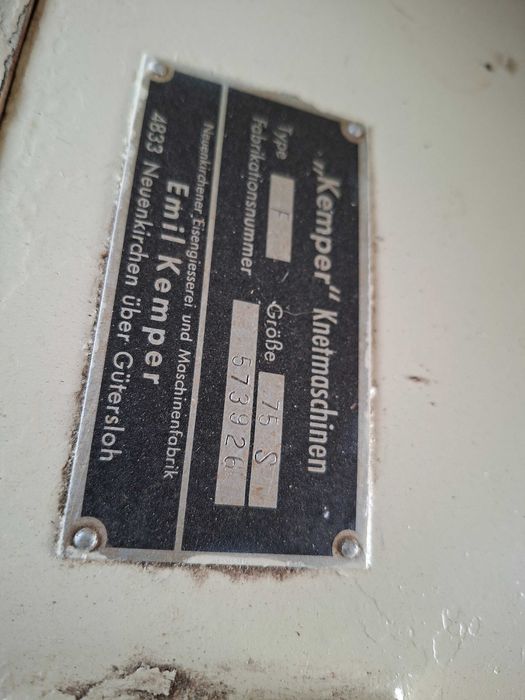 „Kemper“ Knetmaschinen
Type F Größe 75 S
Fabrikationsnummer 573926
Neuenkirchener Eisengiesserei und Maschinenfabrik
Emil Kemper
4833 Neuenkirchen über Gütersloh